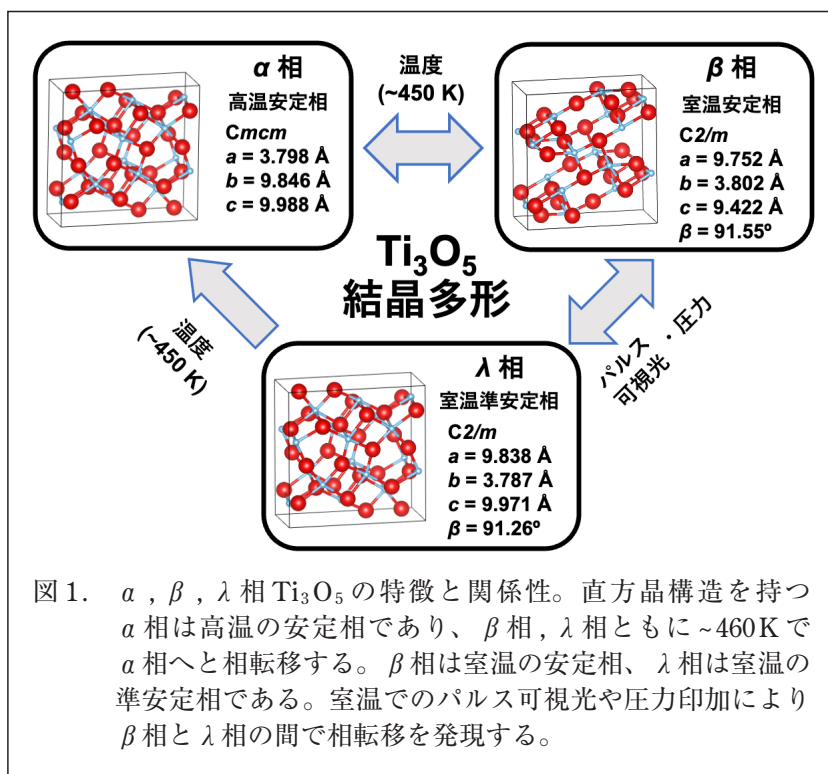 α 相
高温安定相
Cmcm
a = 3.798 Å
b = 9.846 Å
c = 9.988 Å
温度
(~450 K)
β 相
室温安定相
C2/m
a = 9.752 Å
b = 3.802 Å
c = 9.422 Å
β = 91.55º
Ti₃O₅
結晶多形
温度
(~450 K)
パルス・圧力
可視光
λ 相
室温準安定相
C2/m
a = 9.838 Å
b = 3.787 Å
c = 9.971 Å
β = 91.26º
図1. α , β , λ 相 Ti₃O₅ の特徴と関係性。直方晶構造を持つ
α 相は高温の安定相であり、β 相 , λ 相ともに ~460 K で
α 相へと相転移する。β 相は室温の安定相、λ 相は室温の
準安定相である。室温でのパルス可視光や圧力印加により
β 相と λ 相の間で相転移を発現する。